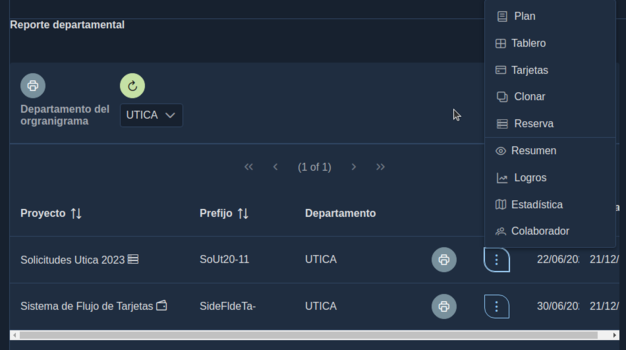 Reporte departamental
Departamento del
orgranigrama
UTICA
(1 of 1)
Proyecto
Prefijo
Departamento
Solicitudes Utica 2023
SoUt20-11
UTICA
22/06/20
21/12/
Sistema de Flujo de Tarjetas
SideFldeTa-
UTICA
30/06/20
21/12/
Plan
Tablero
Tarjetas
Clonar
Reserva
Resumen
Logros
Estadística
Colaborador